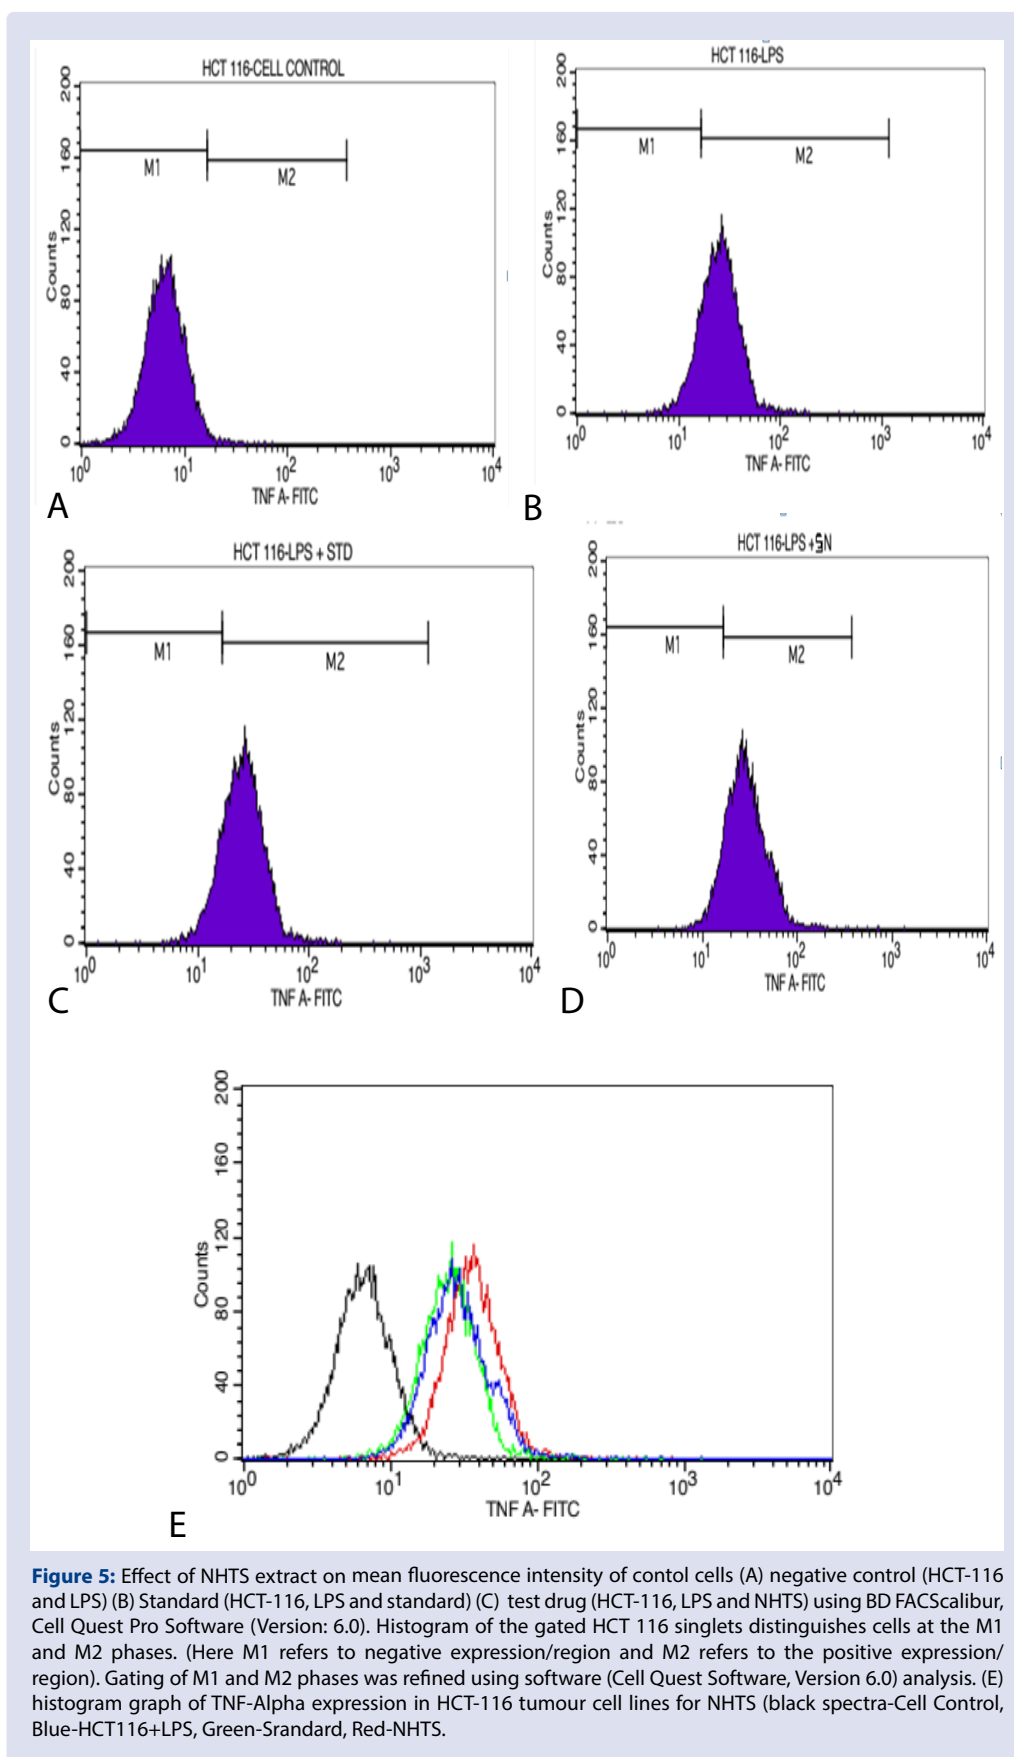 HCT 116-CELL CONTROL
200
160
120
80
40
0
Counts
M1
M2
10^0 10^1 10^2 10^3 10^4
TNF A- FITC
A
HCT 116-LPS
200
160
120
80
40
0
Counts
M1
M2
10^0 10^1 10^2 10^3 10^4
TNF A- FITC
B
HCT 116-LPS + STD
200
160
120
80
40
0
Counts
M1
M2
10^0 10^1 10^2 10^3 10^4
TNF A- FITC
C
HCT 116-LPS +
200
160
120
80
40
0
Counts
M1
M2
10^0 10^1 10^2 10^3 10^4
TNF A- FITC
D
200
160
120
80
40
0
Counts
10^0 10^1 10^2 10^3 10^4
TNF A- FITC
E
Figure 5: Effect of NHTS extract on mean fluorescence intensity of contol cells (A) negative control (HCT-116
and LPS) (B) Standard (HCT-116, LPS and standard) (C) test drug (HCT-116, LPS and NHTS) using BD FACScalibur,
Cell Quest Pro Software (Version: 6.0). Histogram of the gated HCT 116 singlets distinguishes cells at the M1
and M2 phases. (Here M1 refers to negative expression/region and M2 refers to the positive expression/
region). Gating of M1 and M2 phases was refined using software (Cell Quest Software, Version 6.0) analysis. (E)
histogram graph of TNF-Alpha expression in HCT-116 tumour cell lines for NHTS (black spectra-Cell Control,
Blue-HCT116+LPS, Green-Srandard, Red-NHTS.